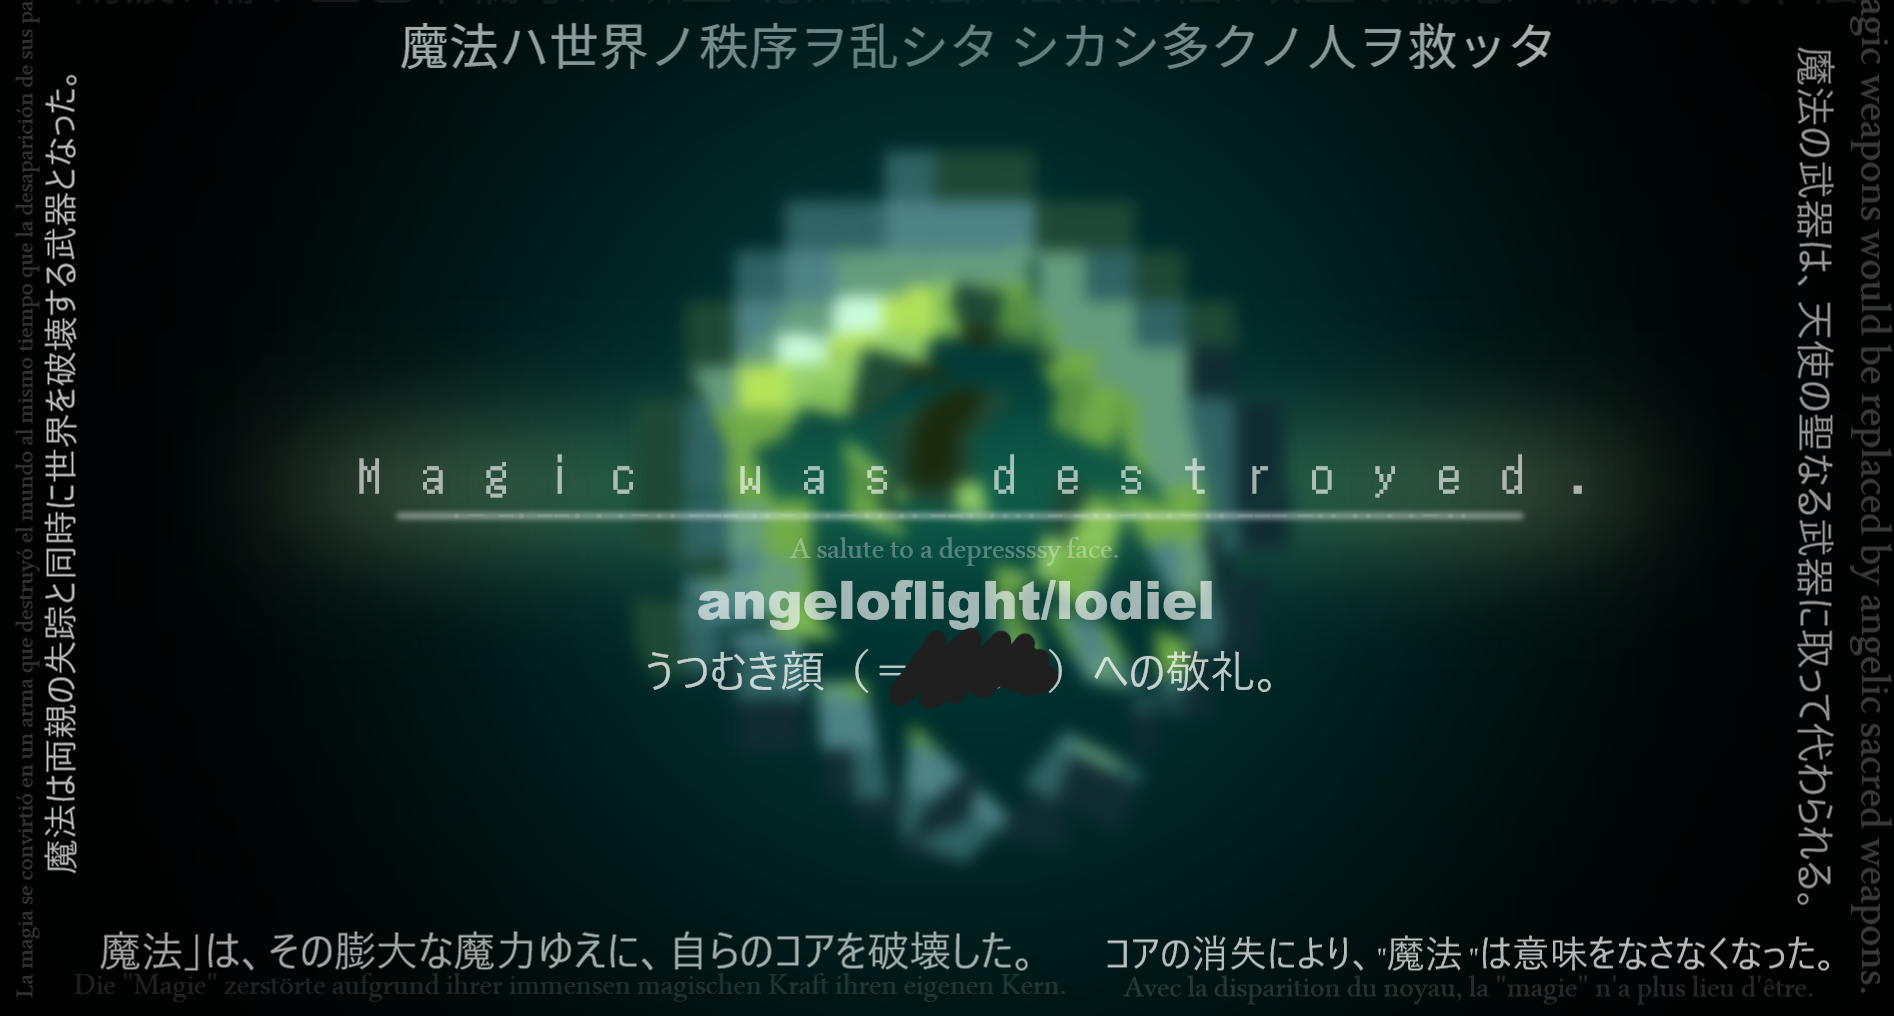 魔法ハ世界ノ秩序ヲ乱シタ シカシ多クノ人ヲ救ッタ
La magia se convirtió en un arma que destruyó el mundo al mismo tiempo que la desaparición de sus
魔法は両親の失踪と同時に世界を破壊する武器となった。
Magic was destroyed.
A salute to a depressssy face.
angeloflight/lodiel
うつむき顔（＝ ）への敬礼。
魔法の武器は、天使の聖なる武器に取って代わられる。
agic weapons would be replaced by angelic sacred weapons.
魔法」は、その膨大な魔力ゆえに、自らのコアを破壊した。
Die "Magie" zerstörte aufgrund ihrer immensen magischen Kraft ihren eigenen Kern.
コアの消失により、"魔法 "は意味をなさなくなった。
Avec la disparition du noyau, la "magie" n'a plus lieu d'être.